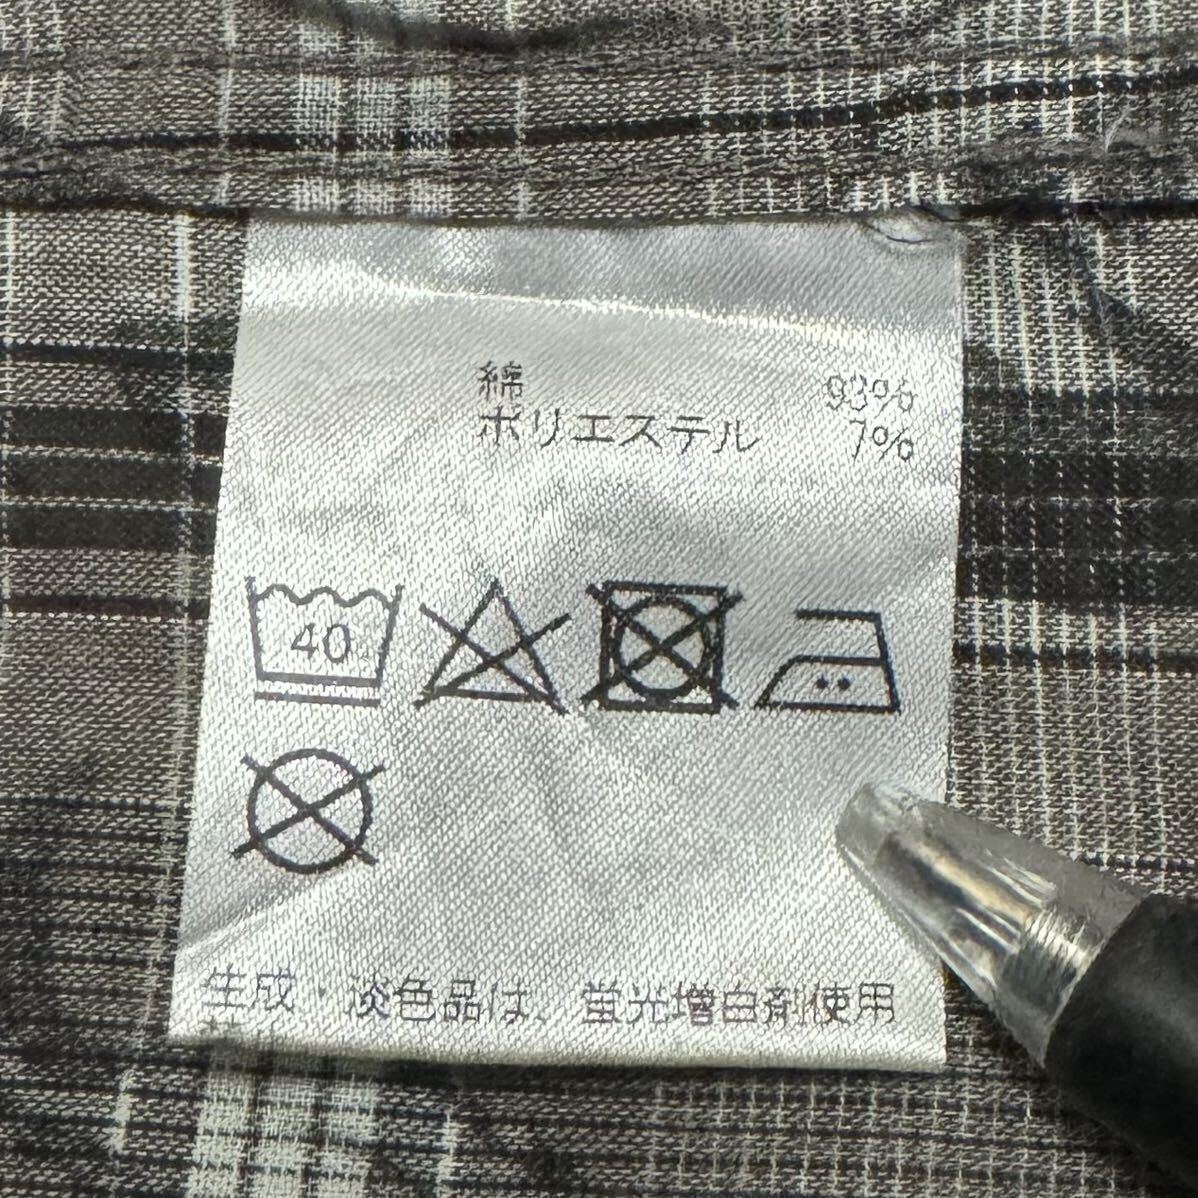 綿 93%
ポリエステル 7%
40
生成・淡色品は、蛍光増白剤使用